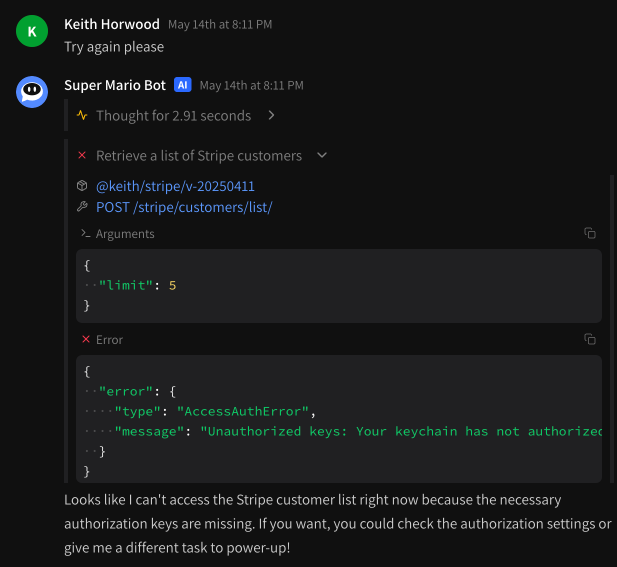 K
Keith Horwood May 14th at 8:11 PM
Try again please
Super Mario Bot AI May 14th at 8:11 PM
Thought for 2.91 seconds
Retrieve a list of Stripe customers
@keith/stripe/v-20250411
POST /stripe/customers/list/
Arguments
{
··"limit": 5
}
Error
{
··"error": {
····"type": "AccessAuthError",
····"message": "Unauthorized keys: Your keychain has not authorized
··}
}
Looks like I can't access the Stripe customer list right now because the necessary
authorization keys are missing. If you want, you could check the authorization settings or
give me a different task to power-up!